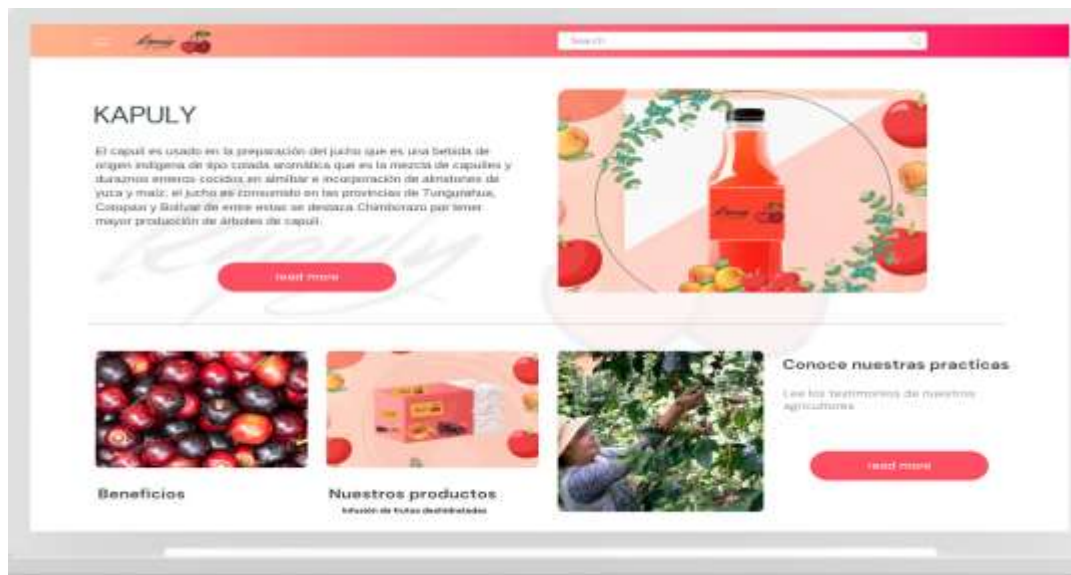 Kapuly
Search
KAPULY
El capulí es usado en la preparación del jucho que es una bebida de
origen indígena de tipo colada aromática que es la mezcla de capulíes y
duraznos enteros cocidos en almíbar e incorporación de almidones de
yuca y maíz, el jucho es consumido en las provincias de Tungurahua,
Cotopaxi y Bolívar de entre estas se destaca Chimborazo por tener
mayor producción de árboles de capulí.
Kapuly
read more
Kapuly
Beneficios
Nuestros productos
Infusión de frutas deshidratadas
Conoce nuestras practicas
Lee los testimonios de nuestros
agricultores
read more